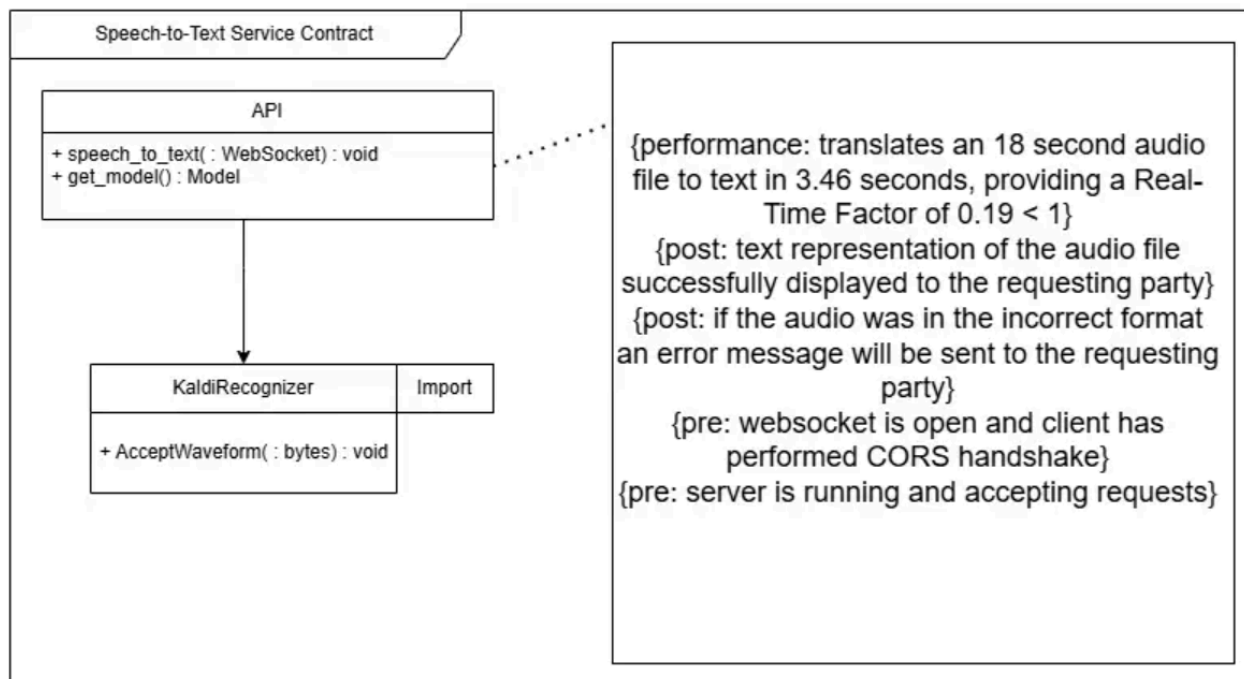 Speech-to-Text Service Contract
API
+ speech_to_text( : WebSocket) : void
+ get_model() : Model
KaldiRecognizer
Import
+ AcceptWaveform( : bytes) : void
{performance: translates an 18 second audio
file to text in 3.46 seconds, providing a Real-
Time Factor of 0.19 < 1}
{post: text representation of the audio file
successfully displayed to the requesting party}
{post: if the audio was in the incorrect format
an error message will be sent to the requesting
party}
{pre: websocket is open and client has
performed CORS handshake}
{pre: server is running and accepting requests}